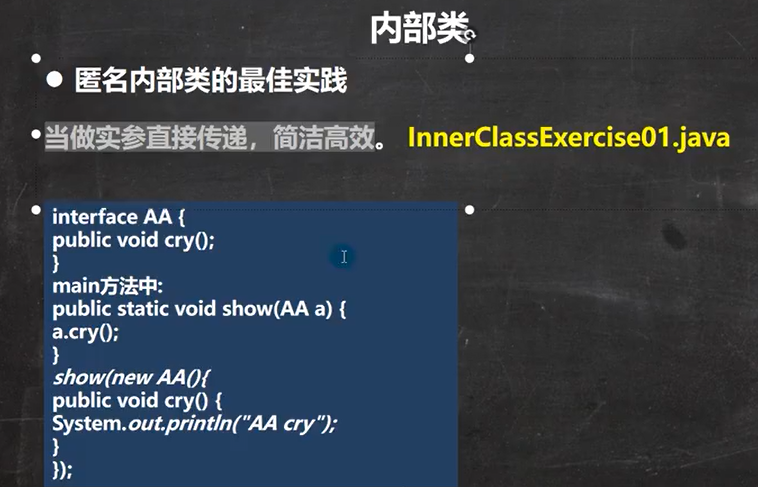 内部类
● 匿名内部类的最佳实践
当做实参直接传递，简洁高效。 InnerClassExercise01.java
interface AA {
public void cry();
}
main方法中:
public static void show(AA a) {
a.cry();
}
show(new AA(){
public void cry() {
System.out.println("AA cry");
}
});